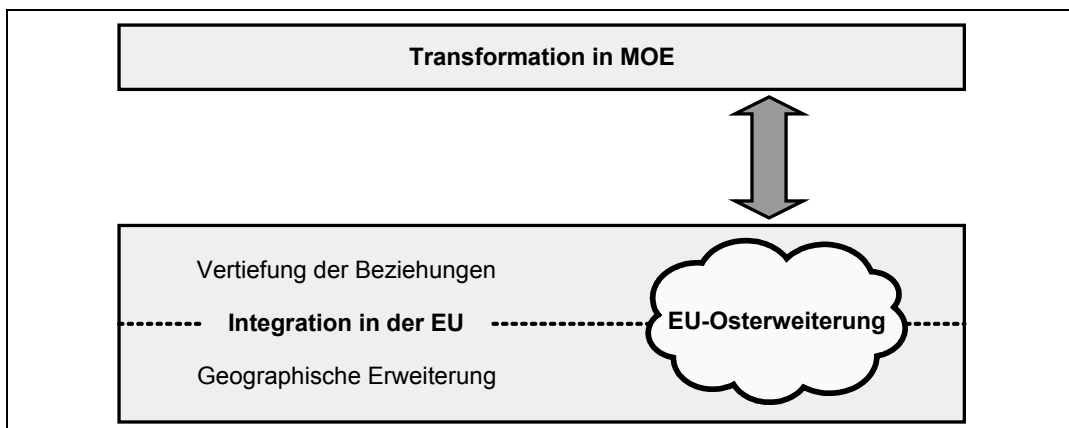 Transformation in MOE
Vertiefung der Beziehungen
Integration in der EU
EU-Osterweiterung
Geographische Erweiterung